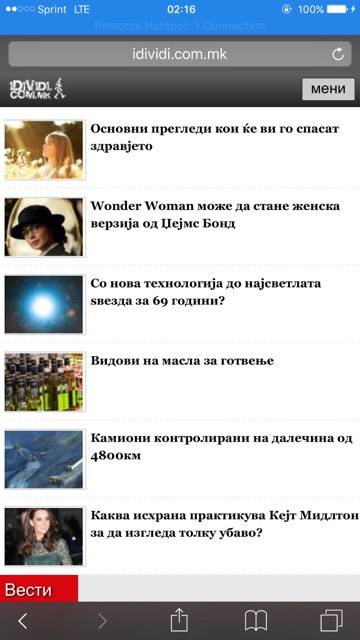 Sprint LTE 02:16 100%
Personal Hotspot: 1 Connection
idividi.com.mk
iDiViDi.
COM.MK
мени
Основни прегледи кои ќе ви го спасат
здравјето
Wonder Woman може да стане женска
верзија од Џејмс Бонд
Со нова технологија до најсветлата
ѕвезда за 69 години?
Видови на масла за готвење
Камиони контролирани на далечина од
4800км
Каква исхрана практикува Кејт Мидлтон
за да изгледа толку убаво?
Вести